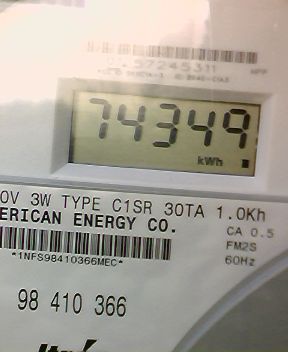 57245311
74349
kWh
0V 3W TYPE C1SR 30TA 1.0Kh
ERICAN ENERGY CO.
CA 0.5
FM2S
*1NFS98410366MEC*
60Hz
98 410 366